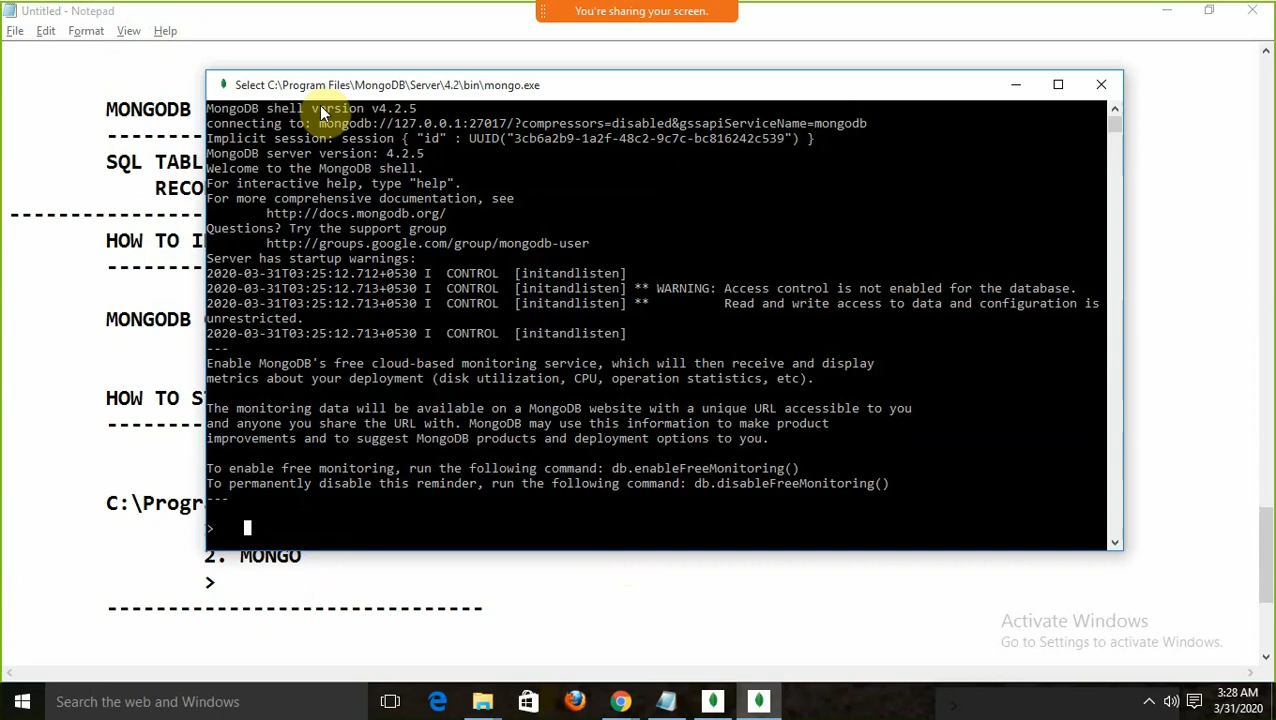 Untitled - Notepad
You're sharing your screen.
File Edit Format View Help
Select C:\Program Files\MongoDB\Server\4.2\bin\mongo.exe
MONGODB
SQL TABL
RECO
-----------------
HOW TO I
MONGODB
HOW TO S
C:\Progr
MongoDB shell version v4.2.5
connecting to: mongodb://127.0.0.1:27017/?compressors=disabled&gssapiServiceName=mongodb
Implicit session: session { "id" : UUID("3cb6a2b9-1a2f-48c2-9c7c-bc816242c539") }
MongoDB server version: 4.2.5
Welcome to the MongoDB shell.
For interactive help, type "help".
For more comprehensive documentation, see
http://docs.mongodb.org/
Questions? Try the support group
http://groups.google.com/group/mongodb-user
Server has startup warnings:
2020-03-31T03:25:12.712+0530 I  CONTROL  [initandlisten]
2020-03-31T03:25:12.713+0530 I  CONTROL  [initandlisten] ** WARNING: Access control is not enabled for the database.
2020-03-31T03:25:12.713+0530 I  CONTROL  [initandlisten] **          Read and write access to data and configuration is
unrestricted.
2020-03-31T03:25:12.713+0530 I  CONTROL  [initandlisten]
---
Enable MongoDB's free cloud-based monitoring service, which will then receive and display
metrics about your deployment (disk utilization, CPU, operation statistics, etc).
The monitoring data will be available on a MongoDB website with a unique URL accessible to you
and anyone you share the URL with. MongoDB may use this information to make product
improvements and to suggest MongoDB products and deployment options to you.
To enable free monitoring, run the following command: db.enableFreeMonitoring()
To permanently disable this reminder, run the following command: db.disableFreeMonitoring()
---
>
2. MONGO
>
-------------------------------
Activate Windows
Go to Settings to activate Windows.
Search the web and Windows
3:28 AM
3/31/2020